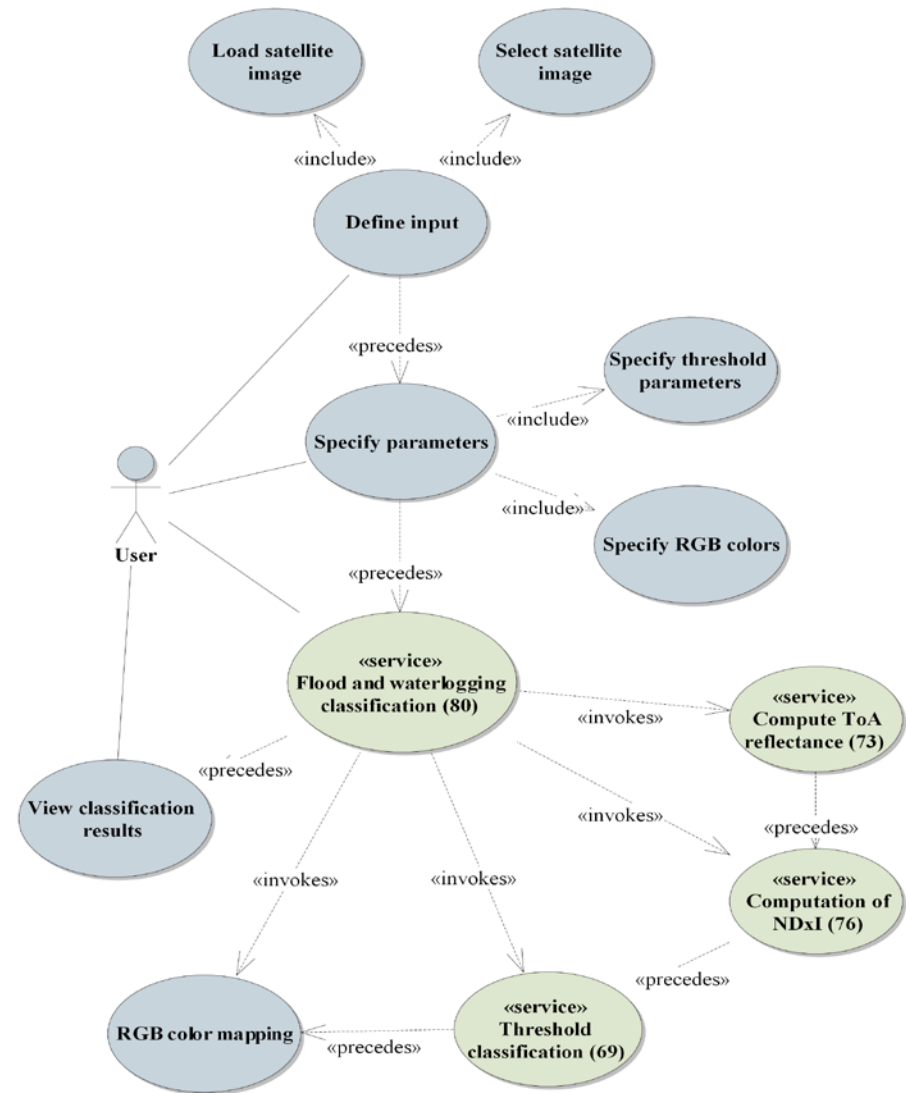 Load satellite
image
Select satellite
image
«include»
«include»
Define input
«precedes»
Specify threshold
parameters
«include»
Specify parameters
«include»
Specify RGB colors
User
«precedes»
«service»
Flood and waterlogging
classification (80)
«invokes»
«service»
Compute ToA
reflectance (73)
«precedes»
View classification
results
«invokes»
«precedes»
«invokes»
«invokes»
«service»
Computation of
NDxI (76)
«precedes»
RGB color mapping
«precedes»
«service»
Threshold
classification (69)